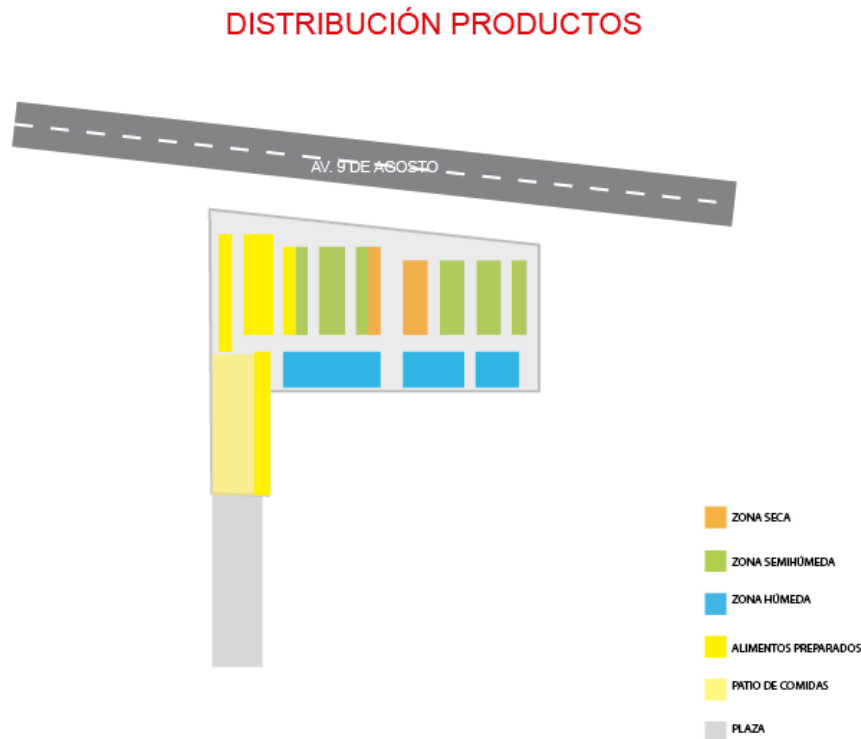 DISTRIBUCIÓN PRODUCTOS
AV. 9 DE AGOSTO
ZONA SECA
ZONA SEMIHÚMEDA
ZONA HÚMEDA
ALIMENTOS PREPARADOS
PATIO DE COMIDAS
PLAZA